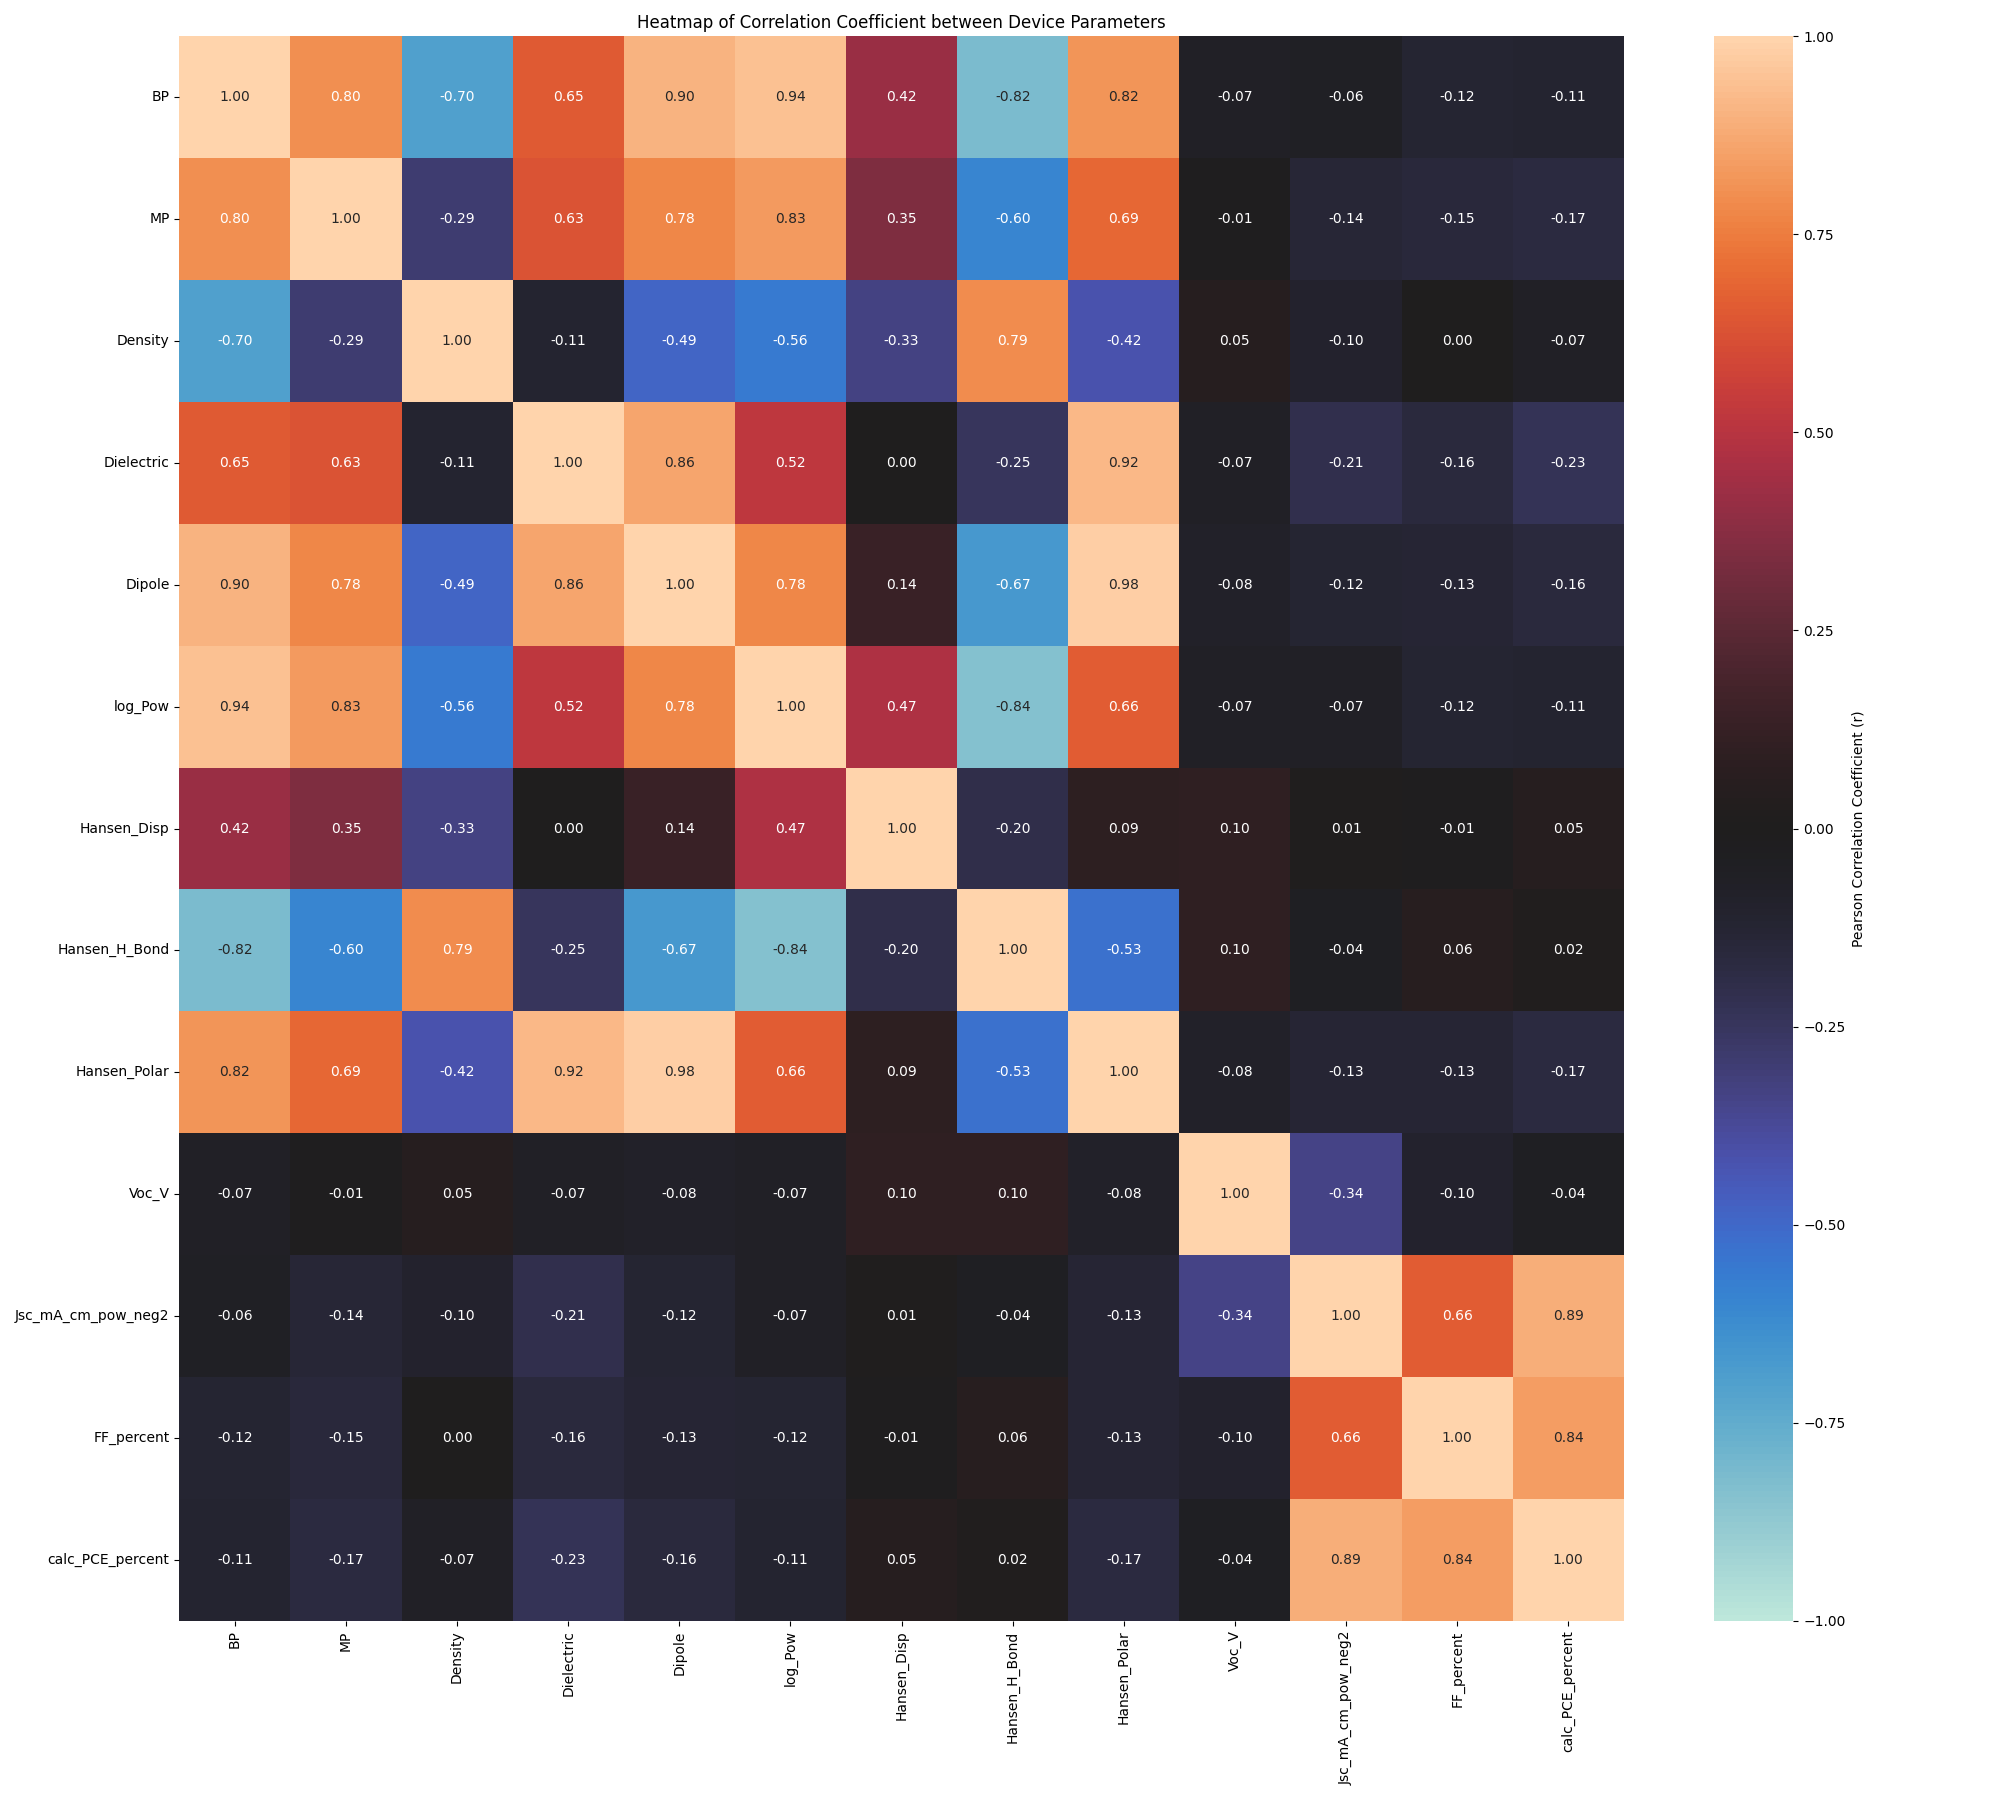 Heatmap of Correlation Coefficient between Device Parameters
BP 1.00 0.80 -0.70 0.65 0.90 0.94 0.42 -0.82 0.82 -0.07 -0.06 -0.12 -0.11
MP 0.80 1.00 -0.29 0.63 0.78 0.83 0.35 -0.60 0.69 -0.01 -0.14 -0.15 -0.17
Density -0.70 -0.29 1.00 -0.11 -0.49 -0.56 -0.33 0.79 -0.42 0.05 -0.10 0.00 -0.07
Dielectric 0.65 0.63 -0.11 1.00 0.86 0.52 0.00 -0.25 0.92 -0.07 -0.21 -0.16 -0.23
Dipole 0.90 0.78 -0.49 0.86 1.00 0.78 0.14 -0.67 0.98 -0.08 -0.12 -0.13 -0.16
log_Pow 0.94 0.83 -0.56 0.52 0.78 1.00 0.47 -0.84 0.66 -0.07 -0.07 -0.12 -0.11
Hansen_Disp 0.42 0.35 -0.33 0.00 0.14 0.47 1.00 -0.20 0.09 0.10 0.01 -0.01 0.05
Hansen_H_Bond -0.82 -0.60 0.79 -0.25 -0.67 -0.84 -0.20 1.00 -0.53 0.10 -0.04 0.06 0.02
Hansen_Polar 0.82 0.69 -0.42 0.92 0.98 0.66 0.09 -0.53 1.00 -0.08 -0.13 -0.13 -0.17
Voc_V -0.07 -0.01 0.05 -0.07 -0.08 -0.07 0.10 0.10 -0.08 1.00 -0.34 -0.10 -0.04
Jsc_mA_cm_pow_neg2 -0.06 -0.14 -0.10 -0.21 -0.12 -0.07 0.01 -0.04 -0.13 -0.34 1.00 0.66 0.89
FF_percent -0.12 -0.15 0.00 -0.16 -0.13 -0.12 -0.01 0.06 -0.13 -0.10 0.66 1.00 0.84
calc_PCE_percent -0.11 -0.17 -0.07 -0.23 -0.16 -0.11 0.05 0.02 -0.17 -0.04 0.89 0.84 1.00
BP
MP
Density
Dielectric
Dipole
log_Pow
Hansen_Disp
Hansen_H_Bond
Hansen_Polar
Voc_V
Jsc_mA_cm_pow_neg2
FF_percent
calc_PCE_percent
1.00
0.75
0.50
0.25
0.00
−0.25
−0.50
−0.75
−1.00
Pearson Correlation Coefficient (r)